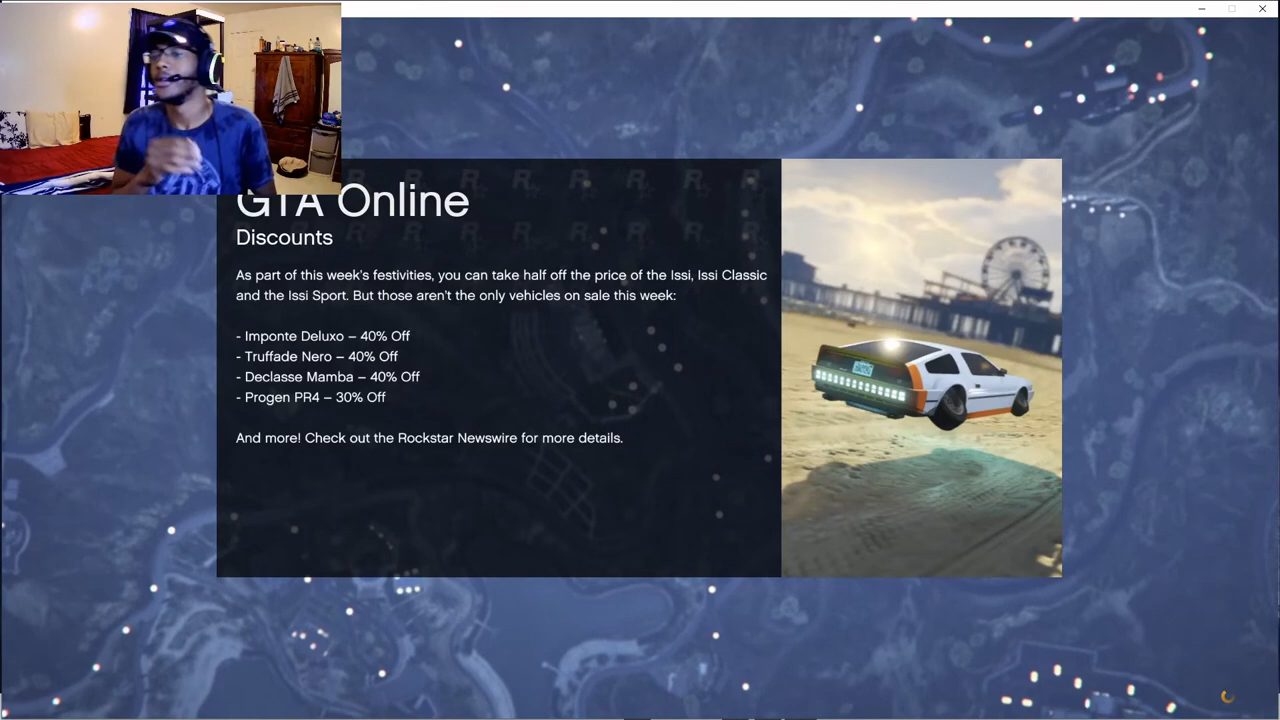 GTA Online
Discounts
As part of this week's festivities, you can take half off the price of the Issi, Issi Classic
and the Issi Sport. But those aren't the only vehicles on sale this week:
- Imponte Deluxo – 40% Off
- Truffade Nero – 40% Off
- Declasse Mamba – 40% Off
- Progen PR4 – 30% Off
And more! Check out the Rockstar Newswire for more details.